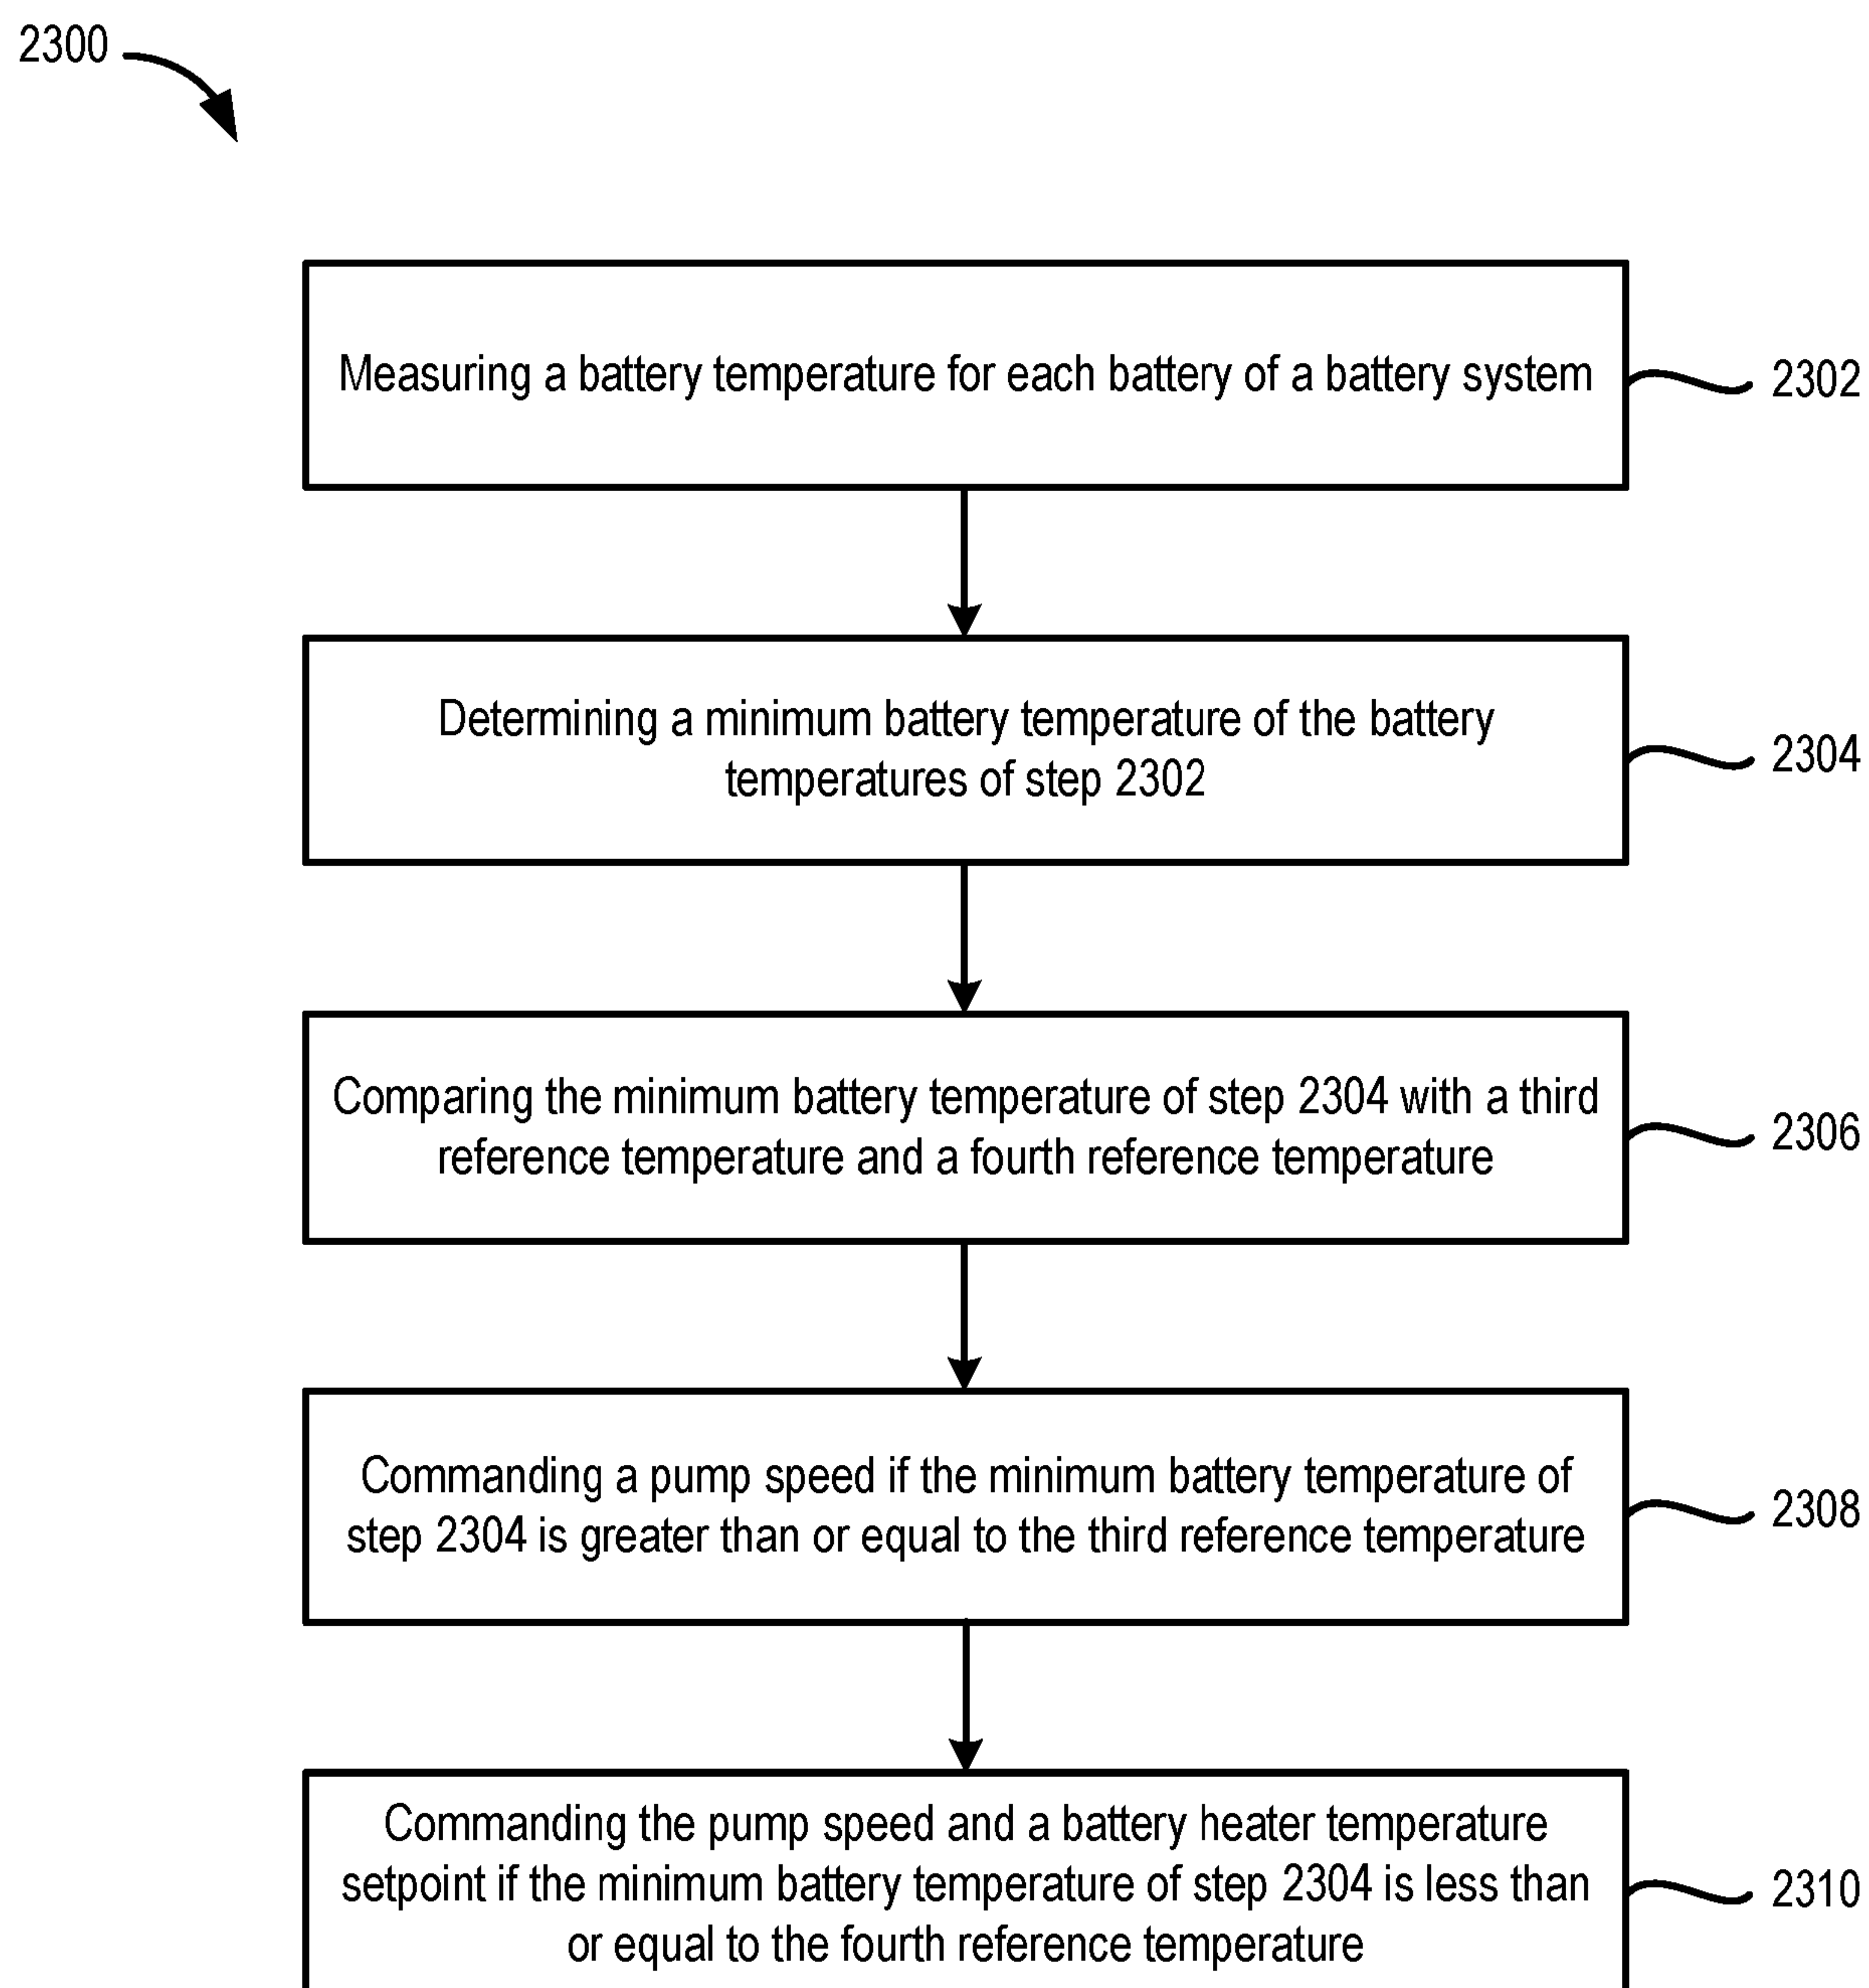 2300
Measuring a battery temperature for each battery of a battery system
2302
Determining a minimum battery temperature of the battery
temperatures of step 2302
2304
Comparing the minimum battery temperature of step 2304 with a third
reference temperature and a fourth reference temperature
2306
Commanding a pump speed if the minimum battery temperature of
step 2304 is greater than or equal to the third reference temperature
2308
Commanding the pump speed and a battery heater temperature
setpoint if the minimum battery temperature of step 2304 is less than
or equal to the fourth reference temperature
2310